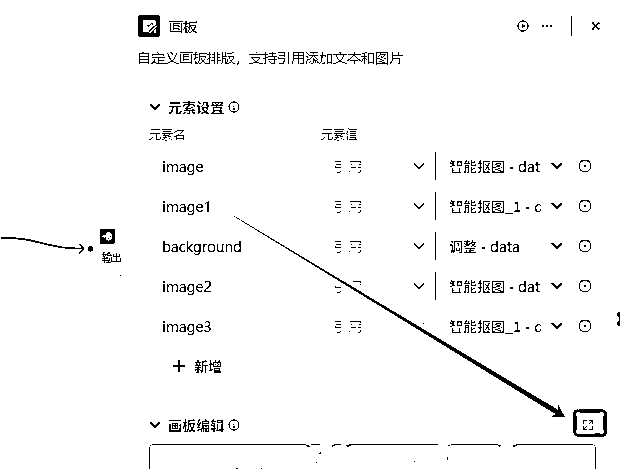 画板
自定义画板排版，支持引用添加文本和图片
元素设置
元素名 元素值
image 引用 智能抠图 - dat
image1 引用 智能抠图_1 - c
background 引用 调整 - data
输出
image2 引用 智能抠图 - dat
image3 引用 智能抠图_1 - c
+ 新增
画板编辑